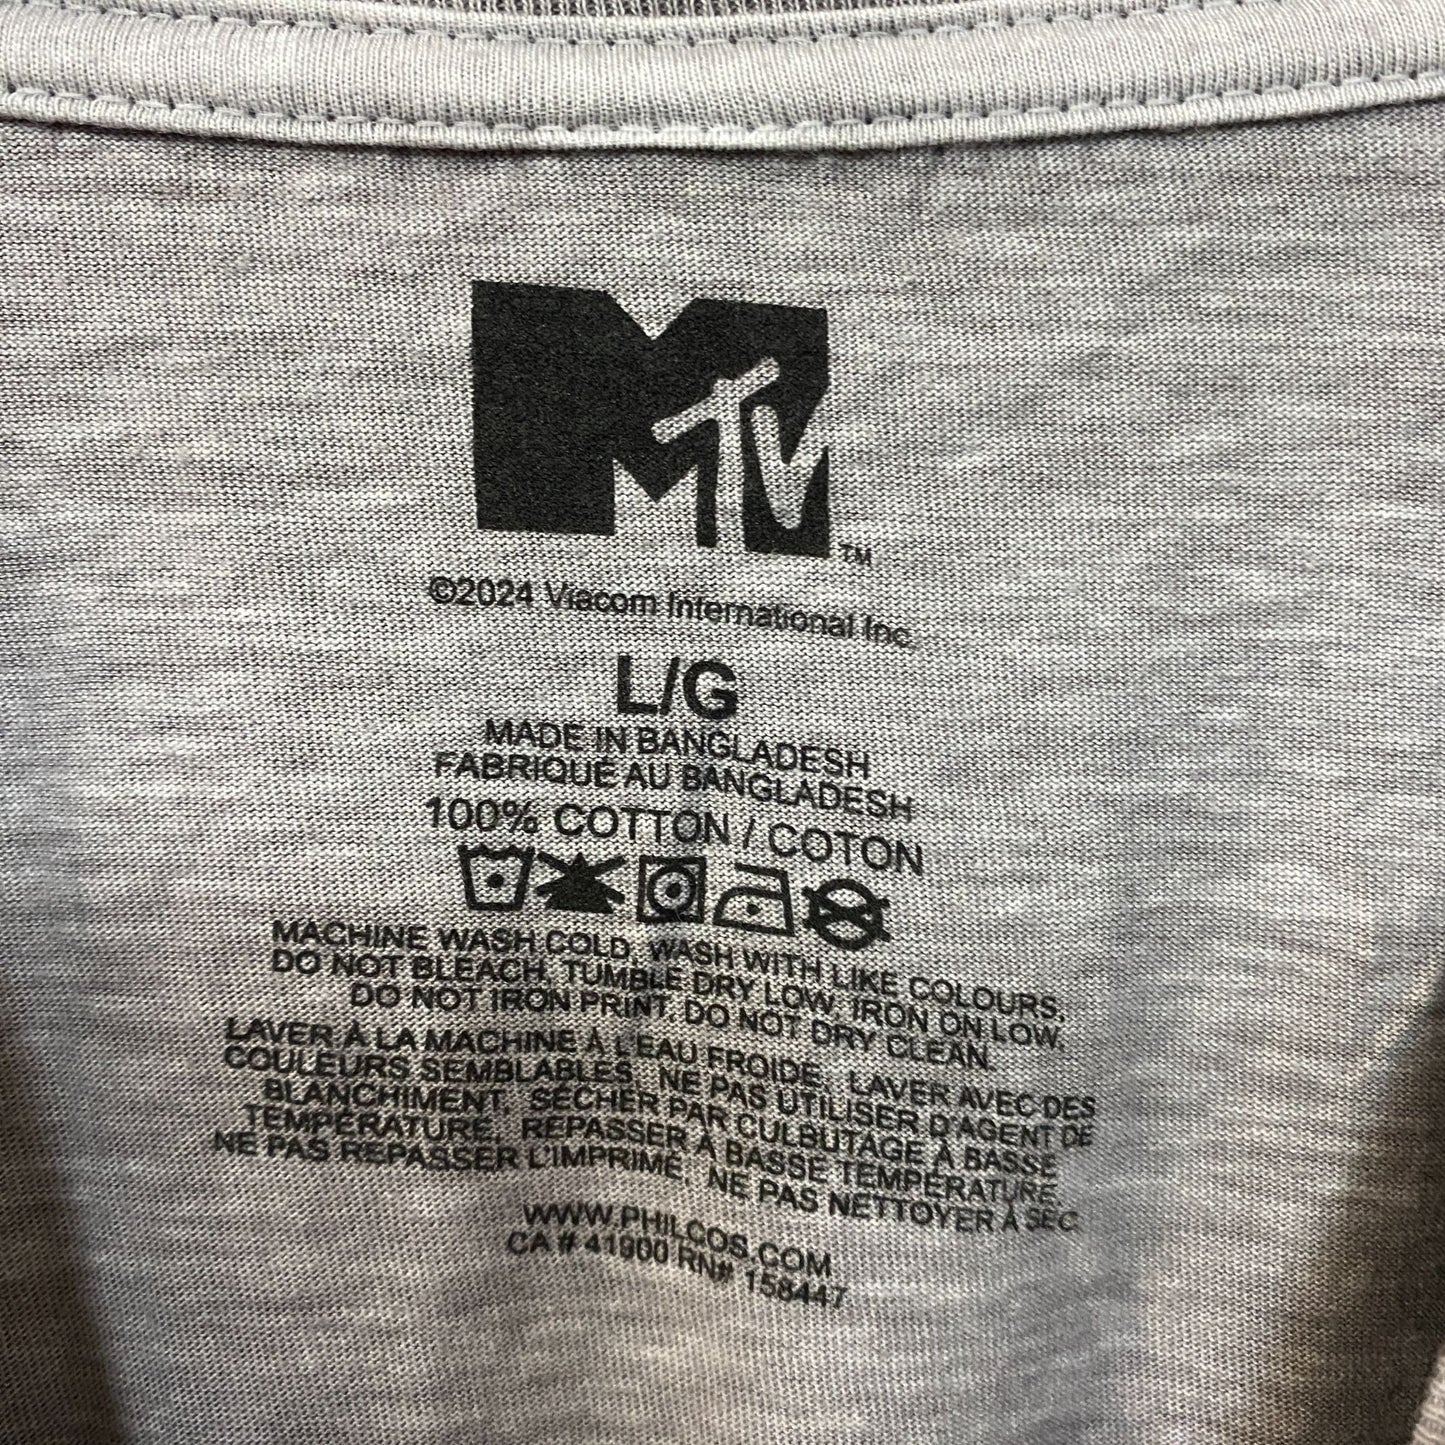 MTV TM
©2024 Viacom International Inc.
L/G
MADE IN BANGLADESH
FABRIQUÉ AU BANGLADESH
100% COTTON / COTON
MACHINE WASH COLD, WASH WITH LIKE COLOURS,
DO NOT BLEACH, TUMBLE DRY LOW, IRON ON LOW,
DO NOT IRON PRINT, DO NOT DRY CLEAN.
LAVER À LA MACHINE À L'EAU FROIDE, LAVER AVEC DES
COULEURS SEMBLABLES, NE PAS UTILISER D'AGENT DE
BLANCHIMENT, SÉCHER PAR CULBUTAGE À BASSE
TEMPÉRATURE, REPASSER À BASSE TEMPÉRATURE,
NE PAS REPASSER L'IMPRIMÉ, NE PAS NETTOYER À SEC
WWW.PHILCOS.COM
CA # 41900 RN# 158447